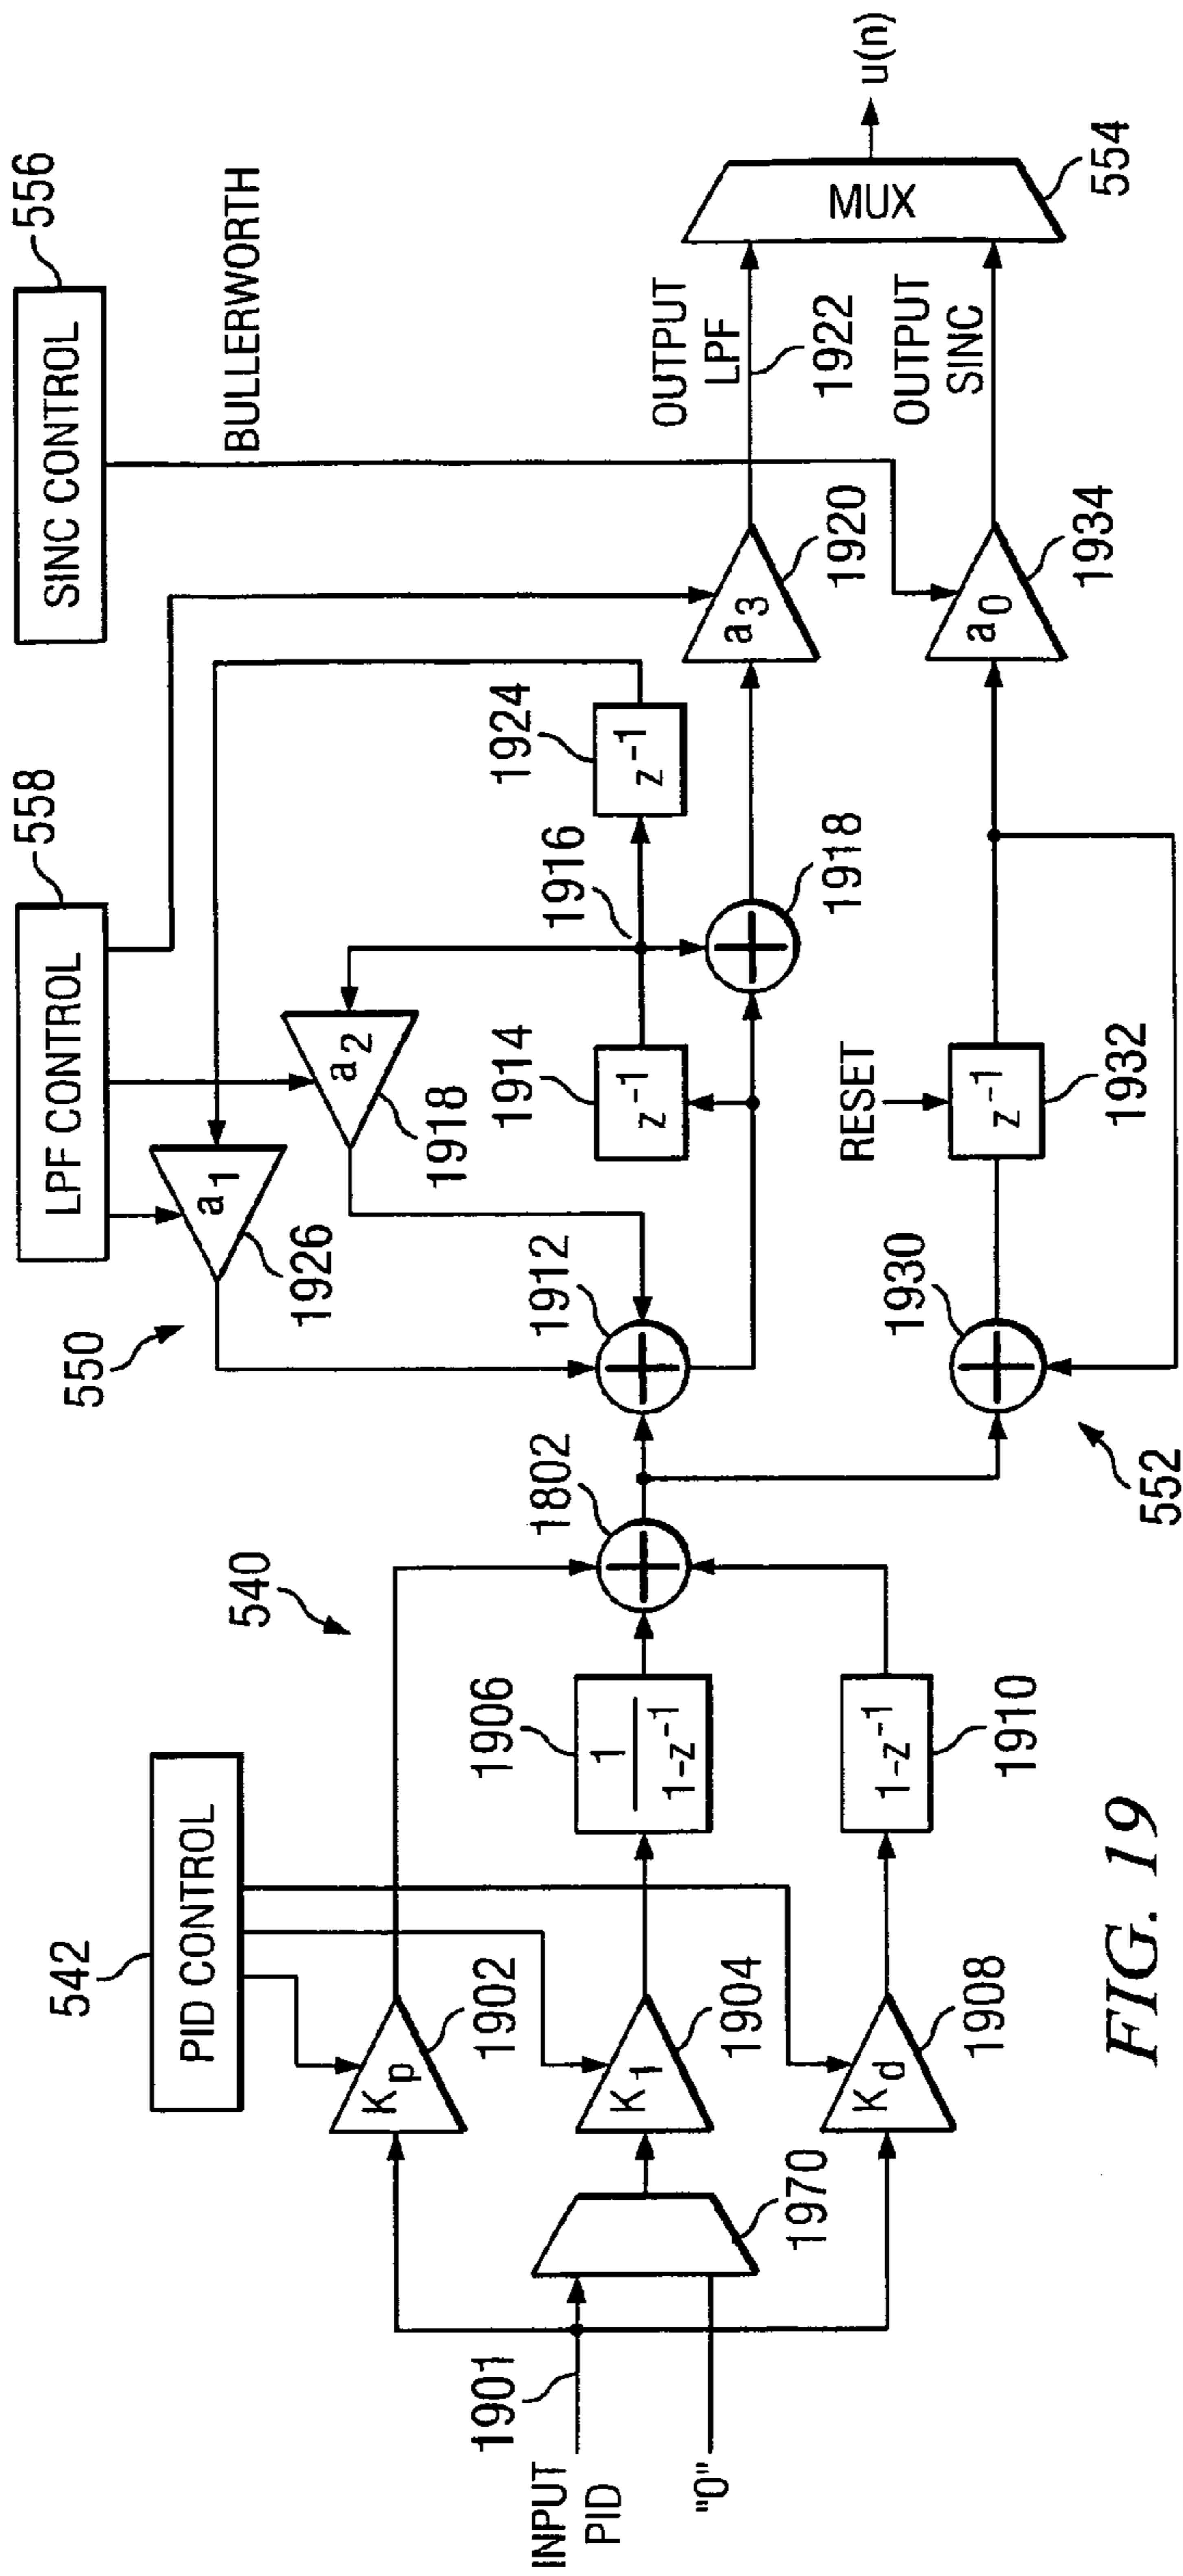 SINC CONTROL
556
BULLERWORTH
LPF CONTROL
558
PID CONTROL
542
540
550
552
INPUT
PID
1901
"0"
1970
Kp
1902
K1
1904
Kd
1908
1
1-z-1
1906
1-z-1
1910
1802
1912
a1
1926
a2
1918
z-1
1914
1916
z-1
1924
1918
a3
1920
OUTPUT
LPF
1922
1930
RESET
z-1
1932
a0
1934
OUTPUT
SINC
MUX
554
u(n)
FIG. 19